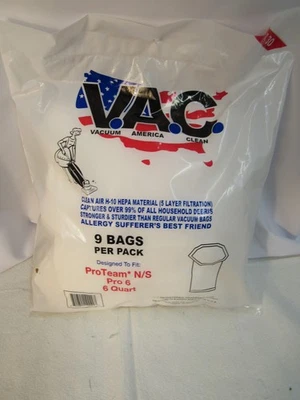 V.A.C.
VACUUM AMERICA CLEAN
CLEAN AIR H-10 HEPA MATERIAL (5 LAYER FILTRATION)
CAPTURES OVER 99% OF ALL HOUSEHOLD DEBRIS
STRONGER & STURDIER THAN REGULAR VACUUM BAGS
ALLERGY SUFFERER'S BEST FRIEND
9 BAGS
PER PACK
Designed To Fit:
ProTeam* N/S
Pro 6
6 Quart